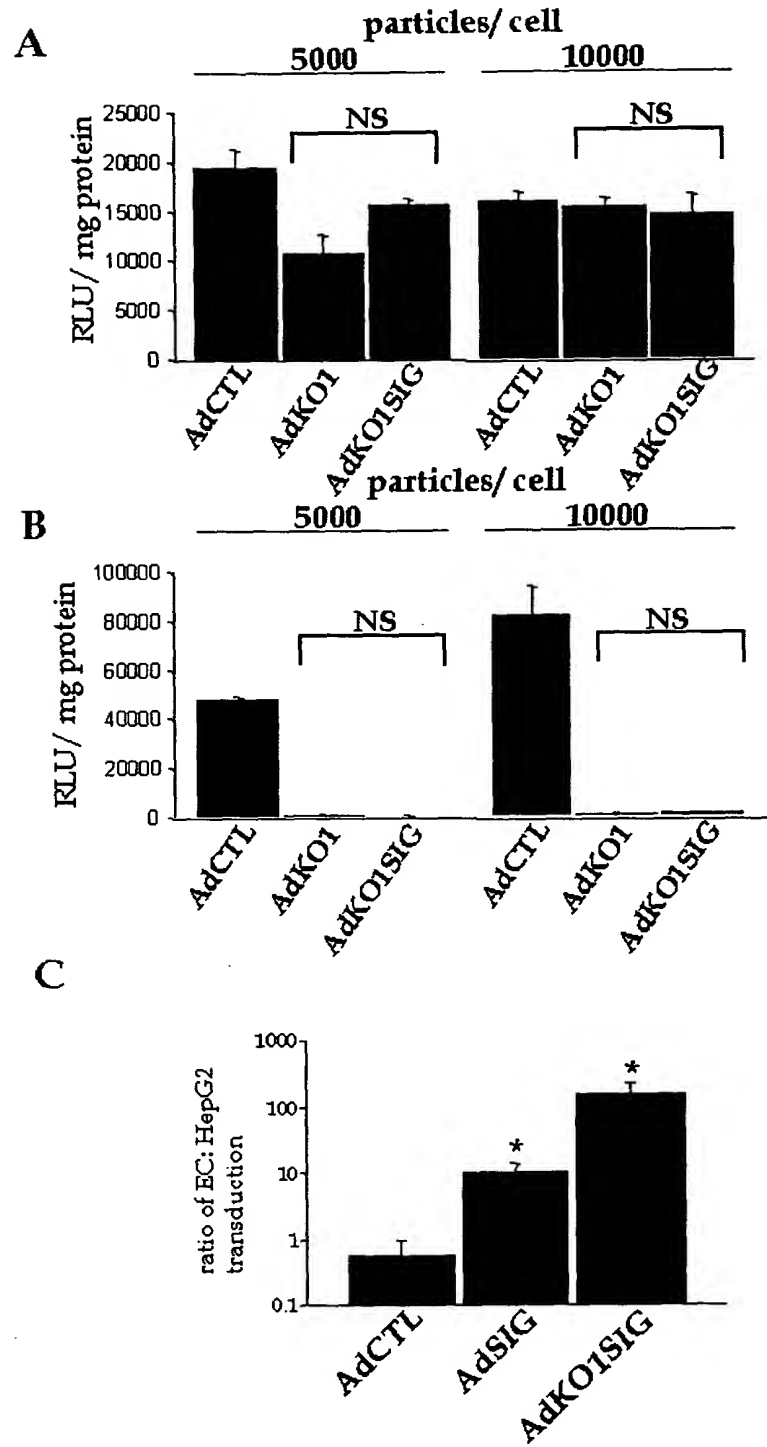 A
particles/ cell
5000 10000
RLU/ mg protein
25000
20000
15000
10000
5000
0
NS NS
AdCTL AdKO1 AdKO1SIG AdCTL AdKO1 AdKO1SIG
B
particles/ cell
5000 10000
RLU/ mg protein
100000
80000
60000
40000
20000
0
NS NS
AdCTL AdKO1 AdKO1SIG AdCTL AdKO1 AdKO1SIG
C
ratio of EC: HepG2
transduction
1000
100
10
1
0.1
* *
AdCTL AdSIG AdKO1SIG